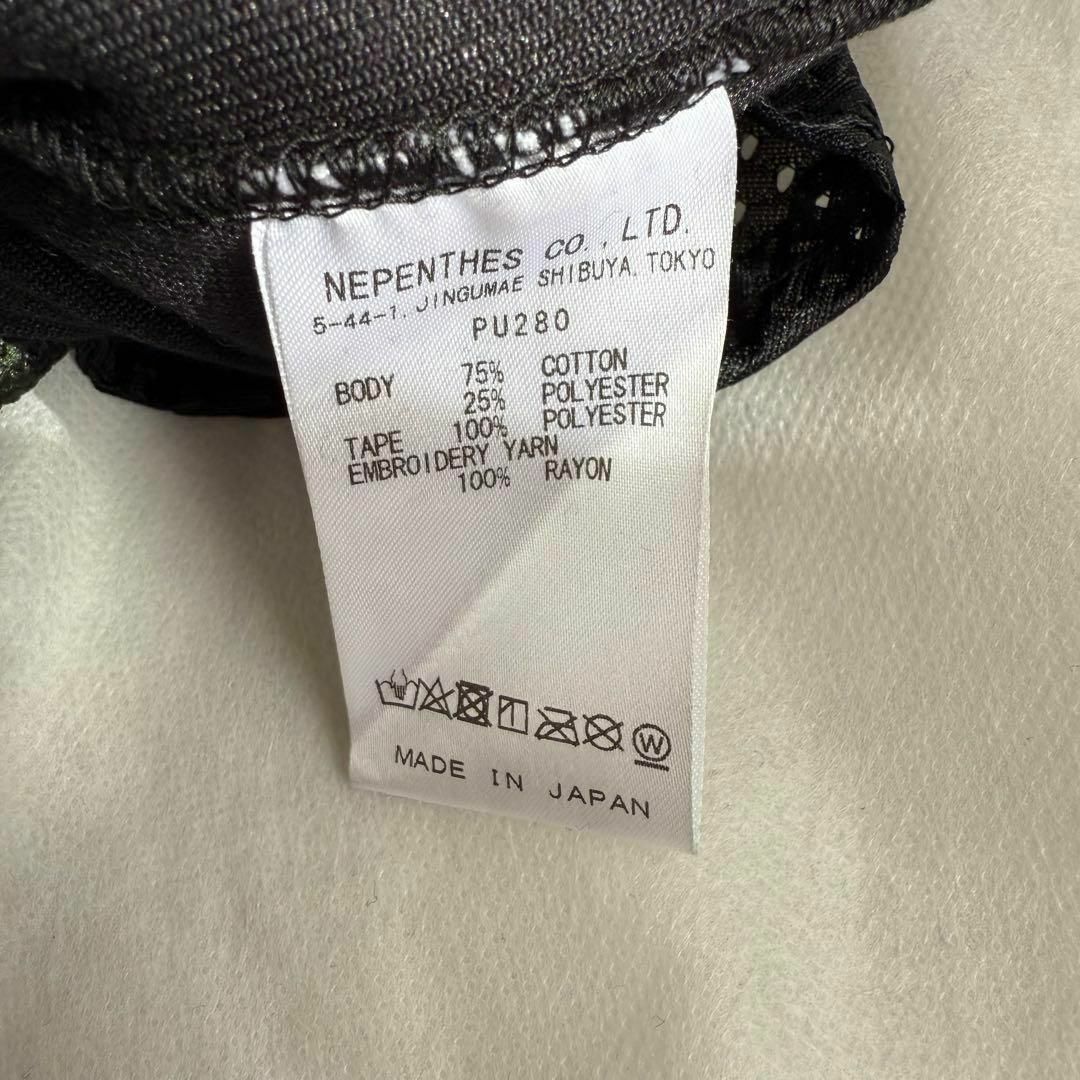 NEPENTHES CO., LTD.
5-44-1, JINGUMAE SHIBUYA, TOKYO
PU280
BODY 75% COTTON
25% POLYESTER
TAPE 100% POLYESTER
EMBROIDERY YARN
100% RAYON
W
MADE IN JAPAN